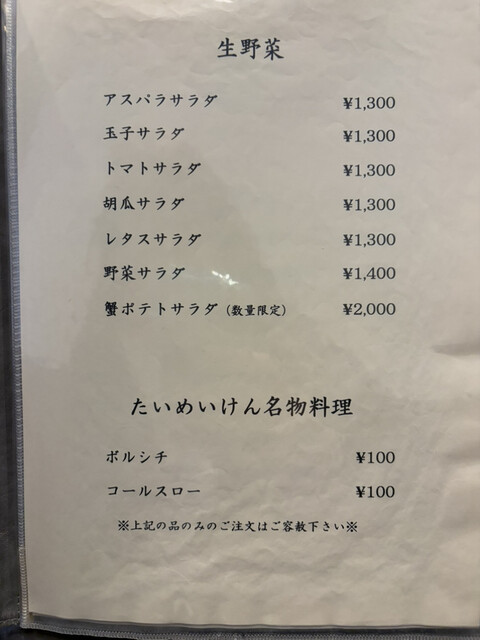 生野菜
アスパラサラダ ¥1,300
玉子サラダ ¥1,300
トマトサラダ ¥1,300
胡瓜サラダ ¥1,300
レタスサラダ ¥1,300
野菜サラダ ¥1,400
蟹ポテトサラダ (数量限定) ¥2,000
たいめいけん名物料理
ボルシチ ¥100
コールスロー ¥100
※上記の品のみのご注文はご容赦下さい※